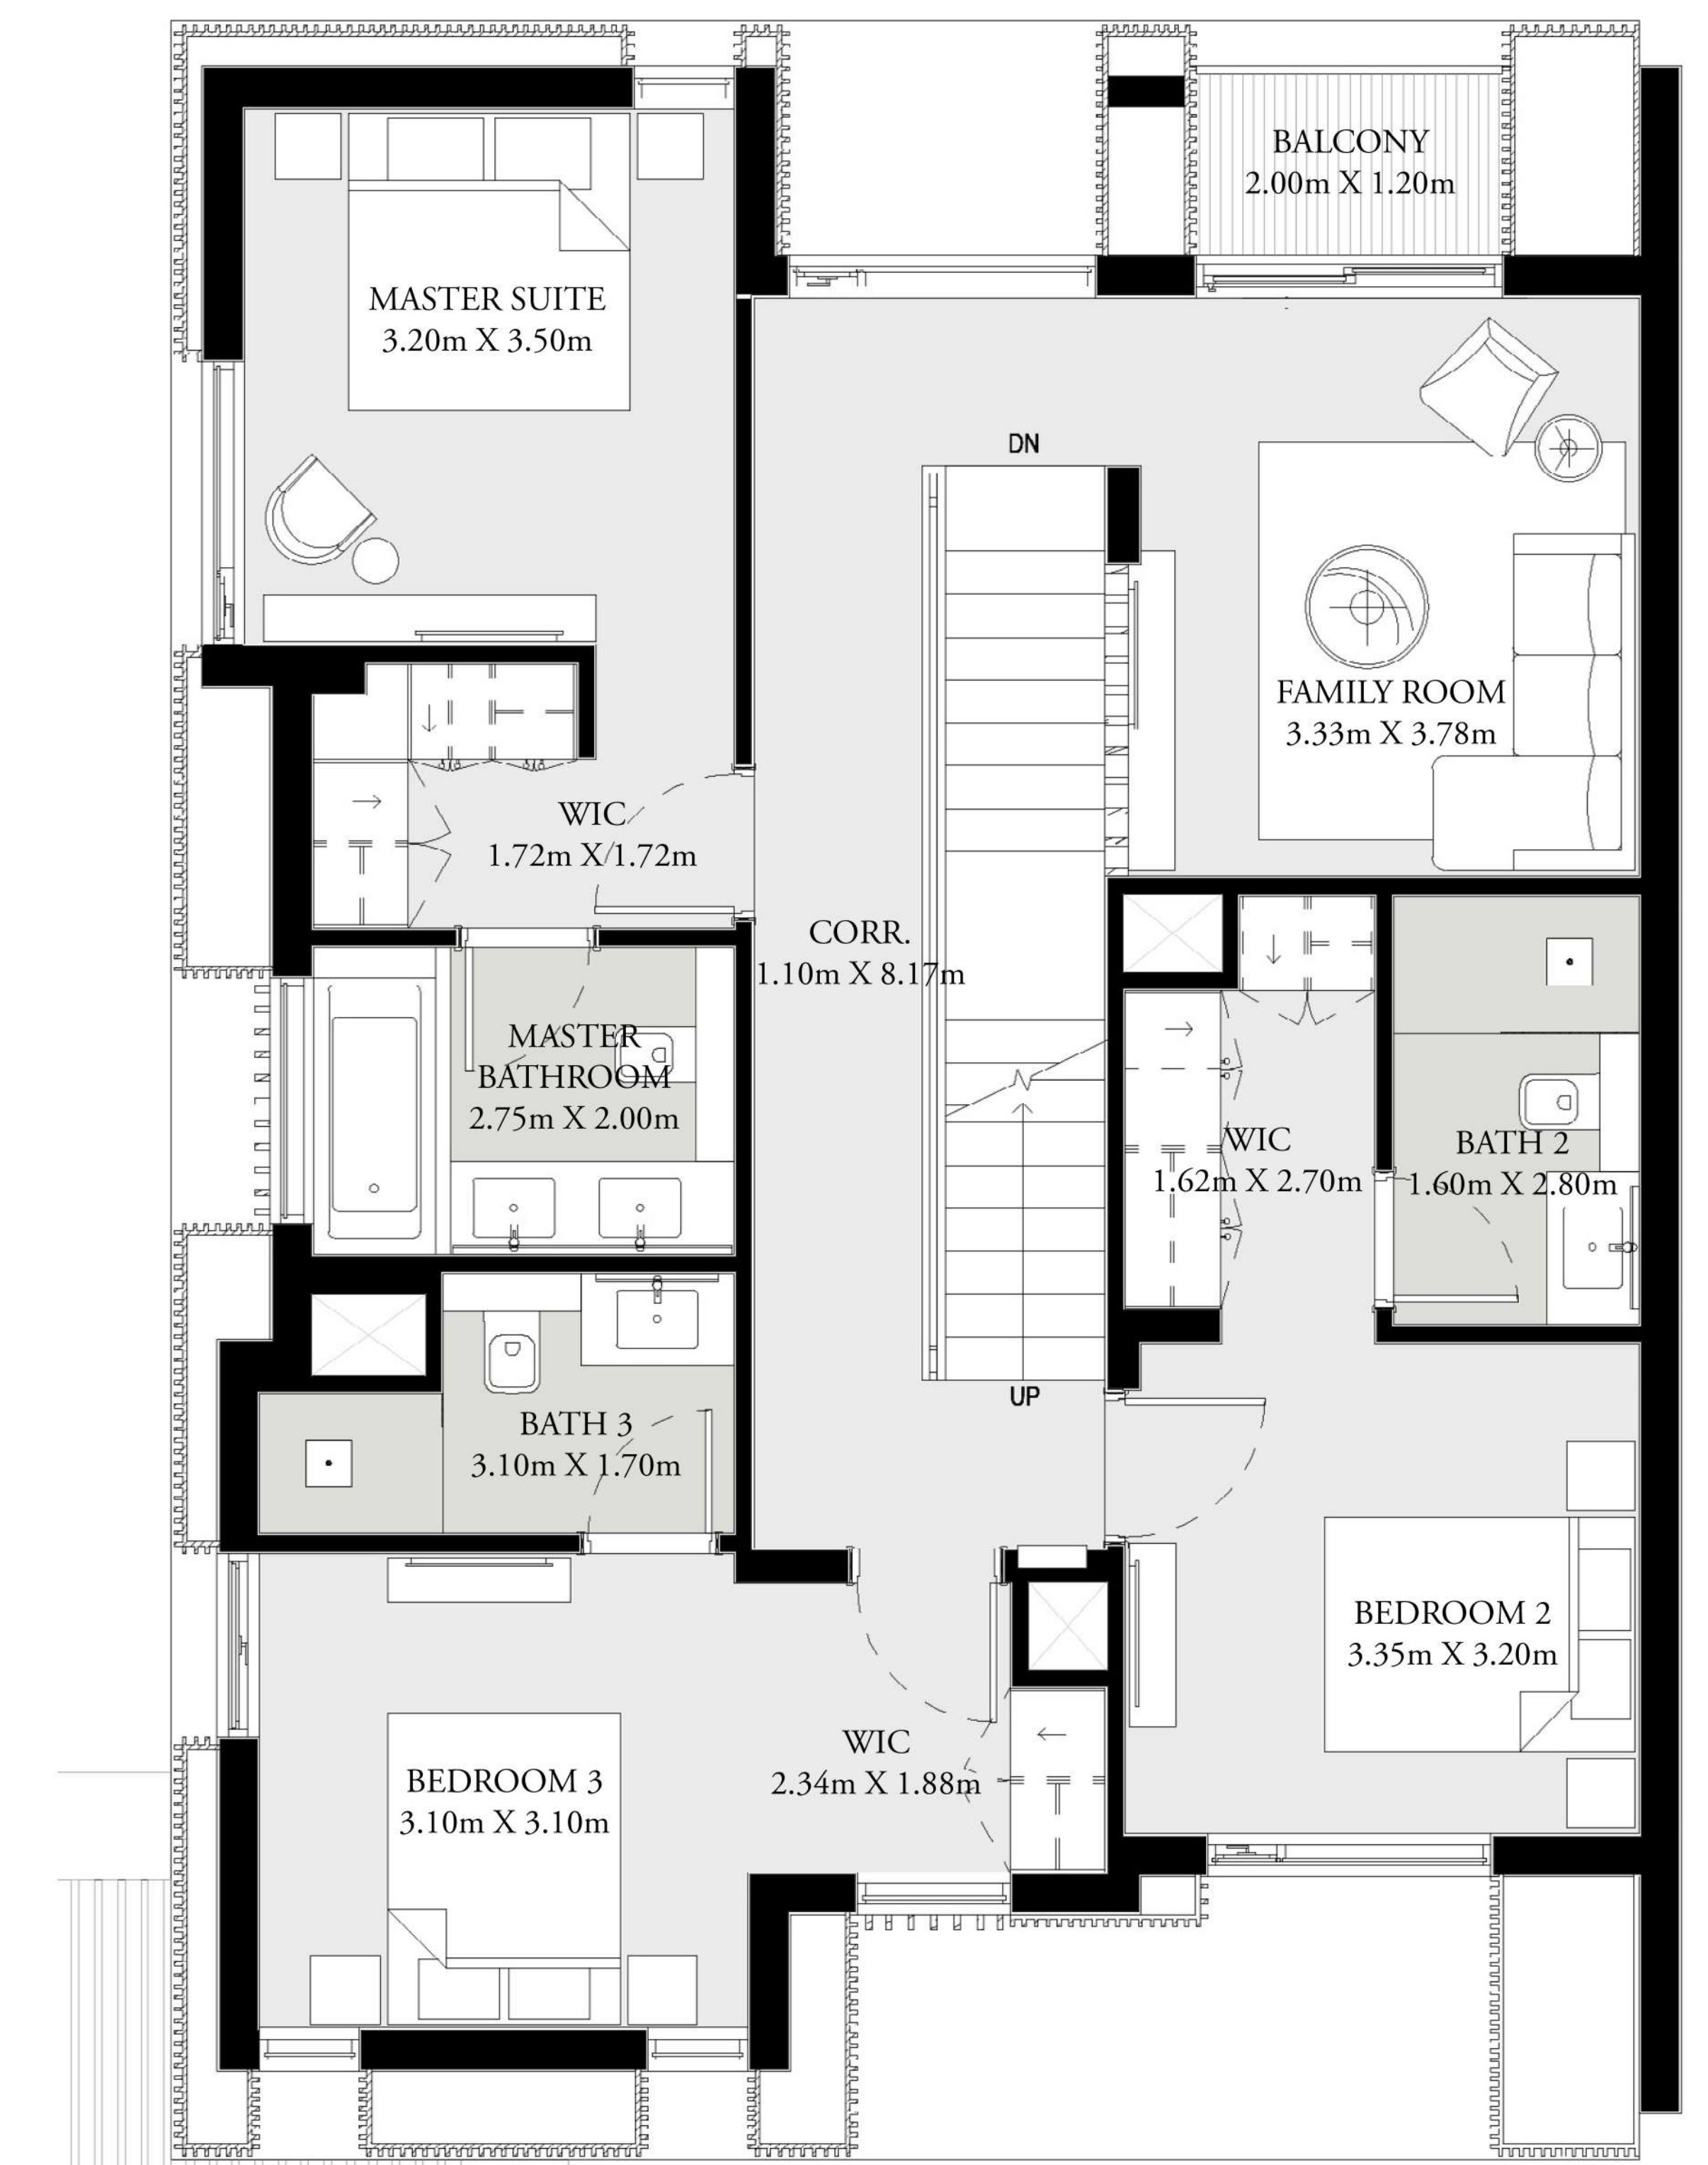 BALCONY
2.00m X 1.20m
MASTER SUITE
3.20m X 3.50m
DN
FAMILY ROOM
3.33m X 3.78m
WIC
1.72m X 1.72m
CORR.
1.10m X 8.17m
MASTER
BATHROOM
2.75m X 2.00m
WIC
1.62m X 2.70m
BATH 2
1.60m X 2.80m
UP
BATH 3
3.10m X 1.70m
BEDROOM 2
3.35m X 3.20m
WIC
2.34m X 1.88m
BEDROOM 3
3.10m X 3.10m